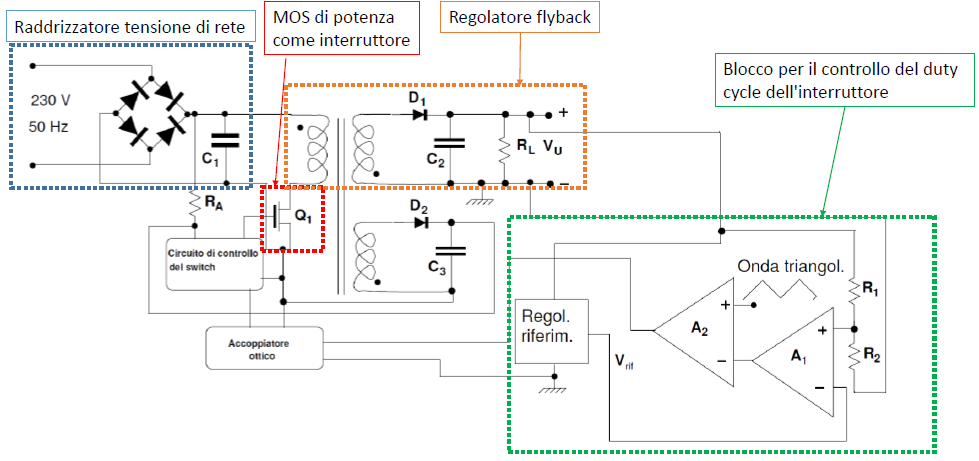 Raddrizzatore tensione di rete
MOS di potenza
come interruttore
Regolatore flyback
Blocco per il controllo del duty
cycle dell'interruttore
230 V
50 Hz
C1
D1
C2
RL
+
VU
−
RA
Q1
D2
C3
Circuito di controllo
del switch
Accoppiatore
ottico
Regol.
riferim.
Vrif
Onda triangol.
+
A2
−
+
A1
−
R1
R2